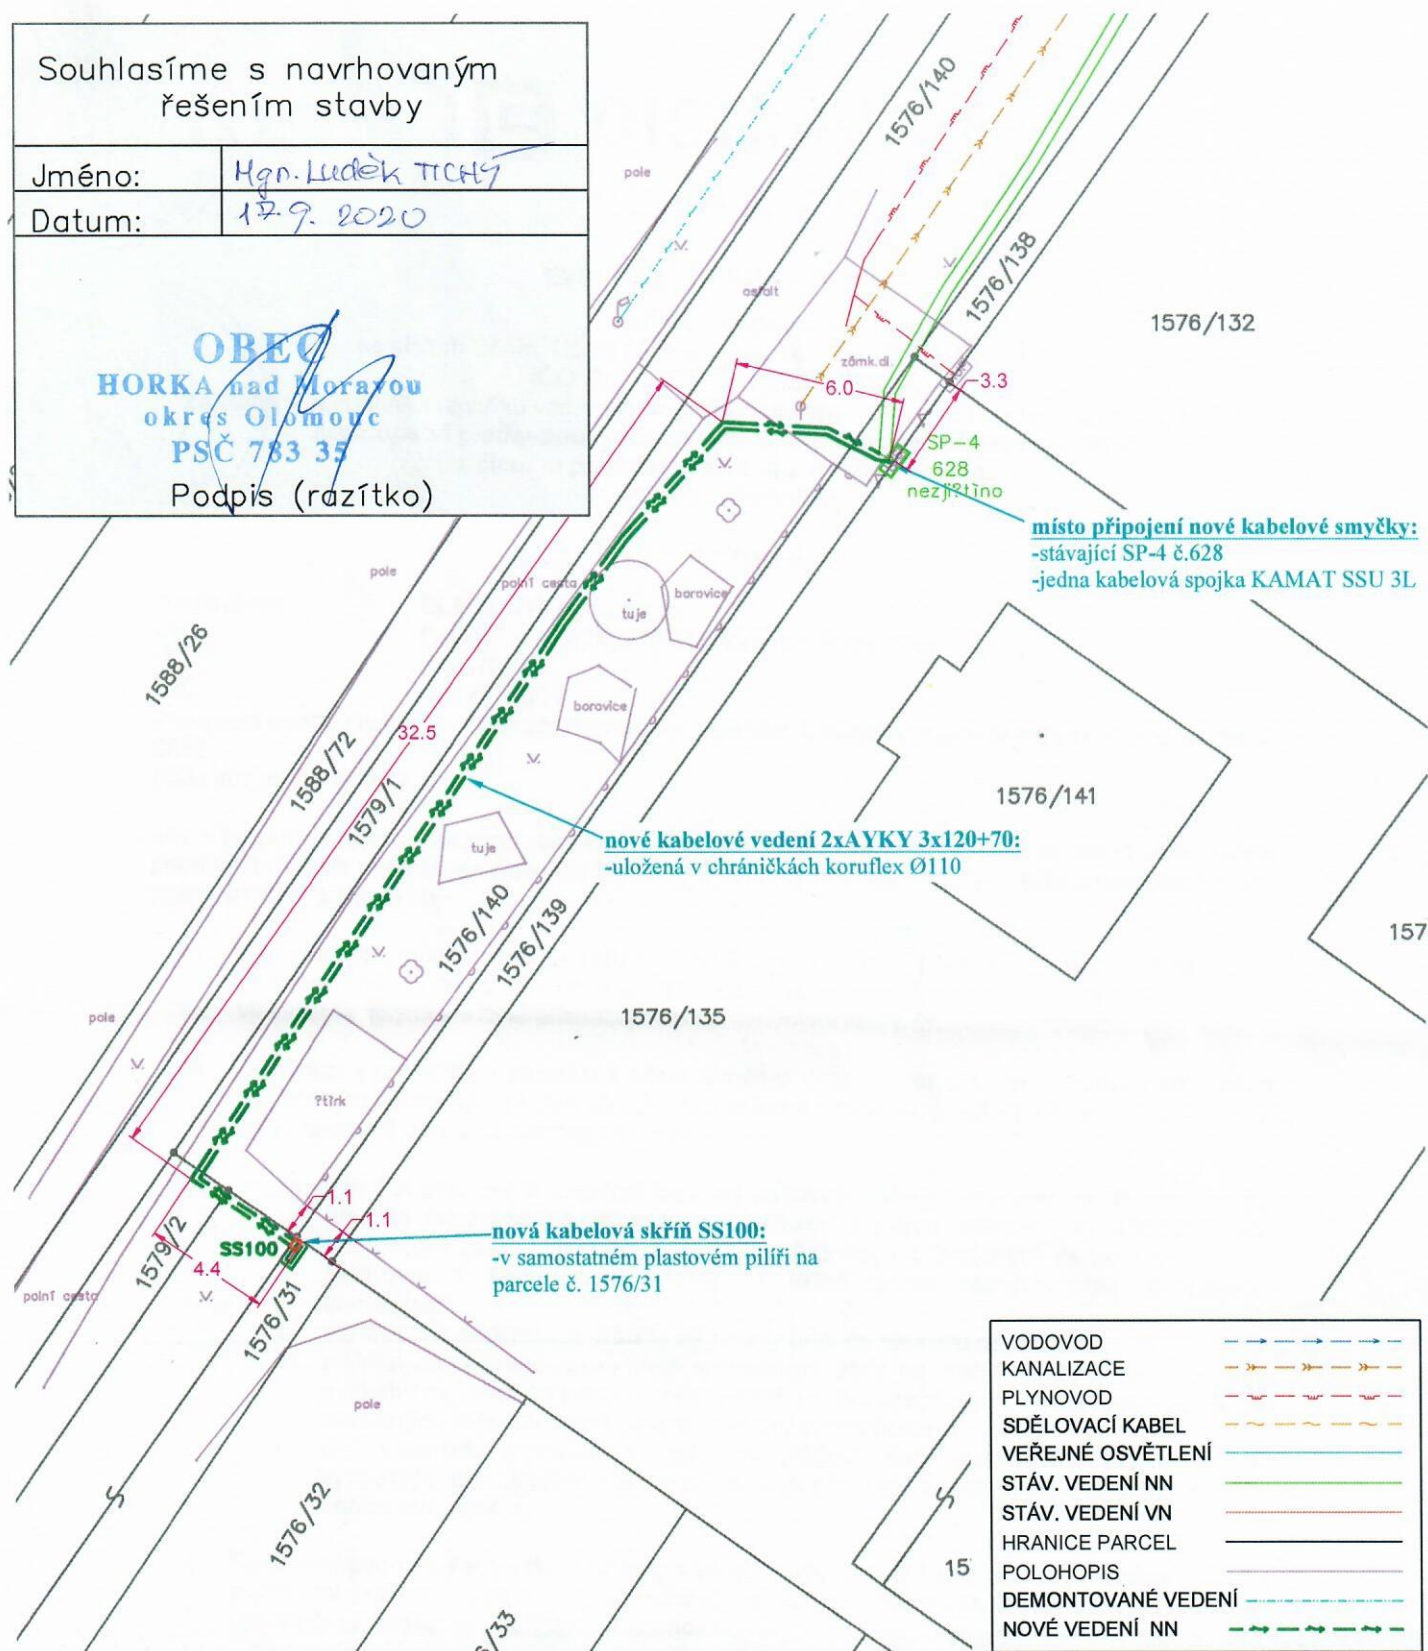 Souhlasíme s navrhovaným
řešením stavby
Jméno: Mgr. Luděk TICHÝ
Datum: 17.9. 2020
OBEC
HORKA nad Moravou
okres Olomouc
PSČ 783 35
Podpis (razítko)
1576/140
pole
1576/138
asfalt
1576/132
zámk.dl.
6.0
3.3
SP-4
628
nezji?tìno
místo připojení nové kabelové smyčky:
-stávající SP-4 č.628
-jedna kabelová spojka KAMAT SSU 3L
pole
polní cesta
borovice
tuje
1588/26
borovice
32.5
1588/72
1579/1
1576/141
nové kabelové vedení 2xAYKY 3x120+70:
-uložená v chráničkách koruflex Ø110
tuje
1576/140
1576/139
157
pole
1576/135
?tìrk
1.1
1.1
nová kabelová skříň SS100:
-v samostatném plastovém pilíři na
parcele č. 1576/31
SS100
1579/2
4.4
polní cesta
1576/31
pole
1576/32
15
6/33
VODOVOD
KANALIZACE
PLYNOVOD
SDĚLOVACÍ KABEL
VEŘEJNÉ OSVĚTLENÍ
STÁV. VEDENÍ NN
STÁV. VEDENÍ VN
HRANICE PARCEL
POLOHOPIS
DEMONTOVANÉ VEDENÍ
NOVÉ VEDENÍ NN